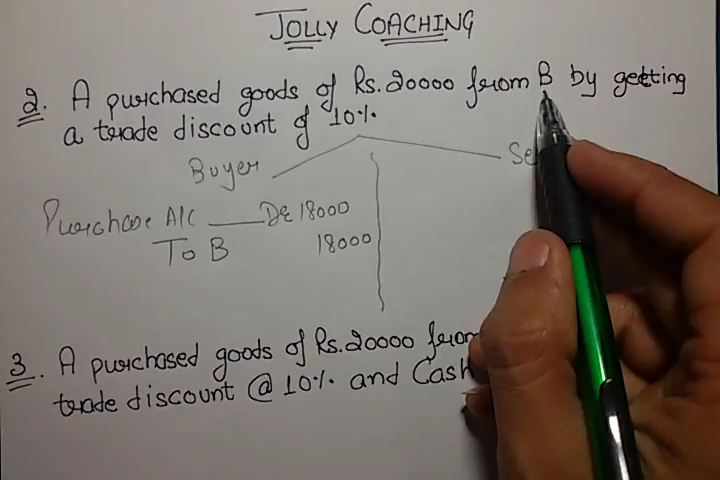 JOLLY COACHING
2. A purchased goods of Rs.20000 from B by getting
a trade discount of 10%.
Buyer
Purchase A/C — Dr 18000
To B 18000
3. A purchased goods of Rs.20000 from
trade discount @ 10% and Cash